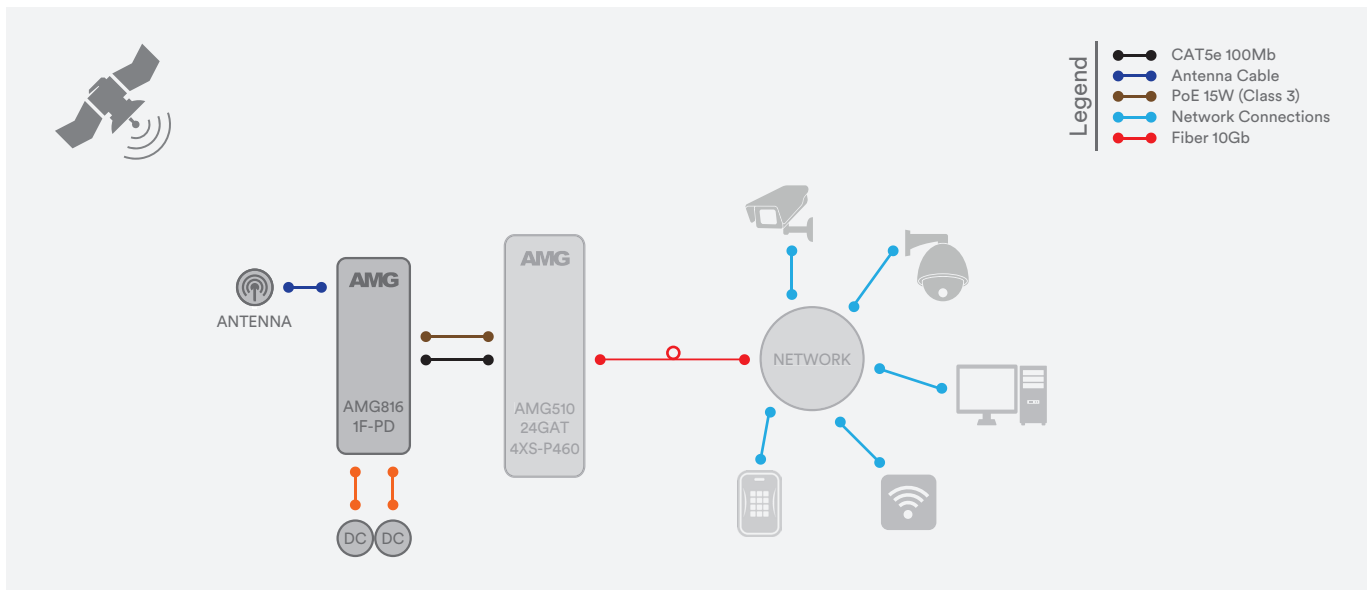 Legend
CAT5e 100Mb
Antenna Cable
PoE 15W (Class 3)
Network Connections
Fiber 10Gb
ANTENNA
AMG
AMG816
1F-PD
DC
DC
AMG
AMG510
24GAT
4XS-P460
NETWORK